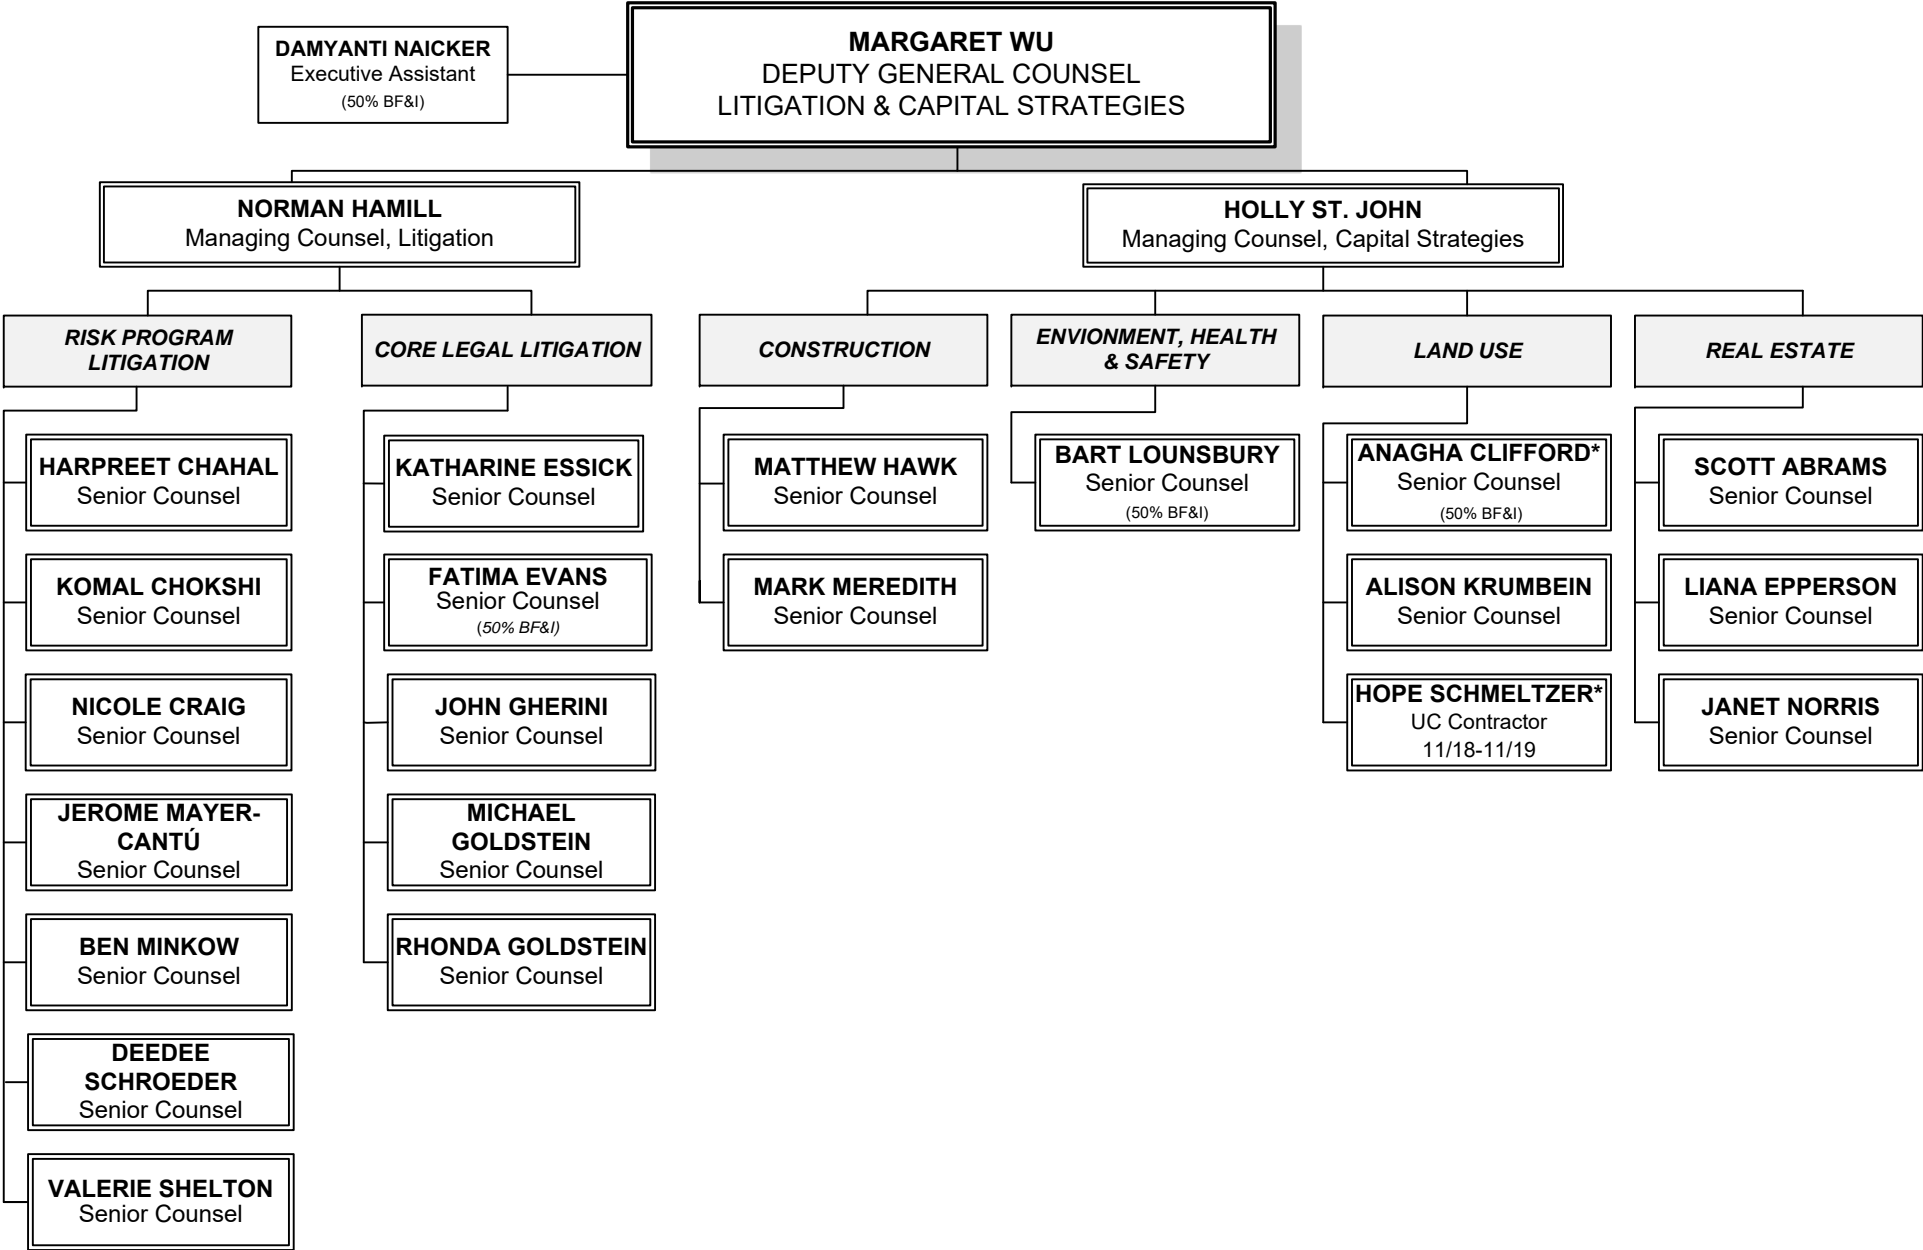 DAMYANTI NAICKER
Executive Assistant
(50% BF&I)
MARGARET WU
DEPUTY GENERAL COUNSEL
LITIGATION & CAPITAL STRATEGIES
NORMAN HAMILL
Managing Counsel, Litigation
HOLLY ST. JOHN
Managing Counsel, Capital Strategies
RISK PROGRAM
LITIGATION
HARPREET CHAHAL
Senior Counsel
KOMAL CHOKSHI
Senior Counsel
NICOLE CRAIG
Senior Counsel
JEROME MAYER-
CANTÚ
Senior Counsel
BEN MINKOW
Senior Counsel
DEEDEE
SCHROEDER
Senior Counsel
VALERIE SHELTON
Senior Counsel
CORE LEGAL LITIGATION
KATHARINE ESSICK
Senior Counsel
FATIMA EVANS
Senior Counsel
(50% BF&I)
JOHN GHERINI
Senior Counsel
MICHAEL
GOLDSTEIN
Senior Counsel
RHONDA GOLDSTEIN
Senior Counsel
CONSTRUCTION
MATTHEW HAWK
Senior Counsel
MARK MEREDITH
Senior Counsel
ENVIONMENT, HEALTH
& SAFETY
BART LOUNSBURY
Senior Counsel
(50% BF&I)
LAND USE
ANAGHA CLIFFORD*
Senior Counsel
(50% BF&I)
ALISON KRUMBEIN
Senior Counsel
HOPE SCHMELTZER*
UC Contractor
11/18-11/19
REAL ESTATE
SCOTT ABRAMS
Senior Counsel
LIANA EPPERSON
Senior Counsel
JANET NORRIS
Senior Counsel